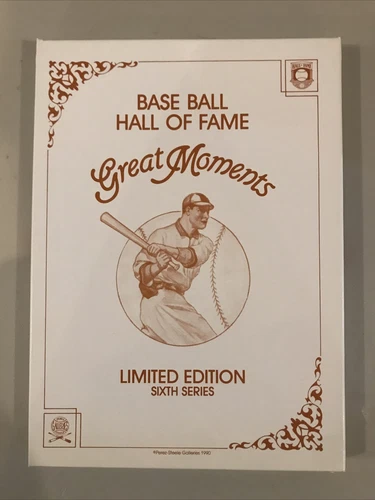 BASE BALL
HALL OF FAME
Great Moments
LIMITED EDITION
SIXTH SERIES